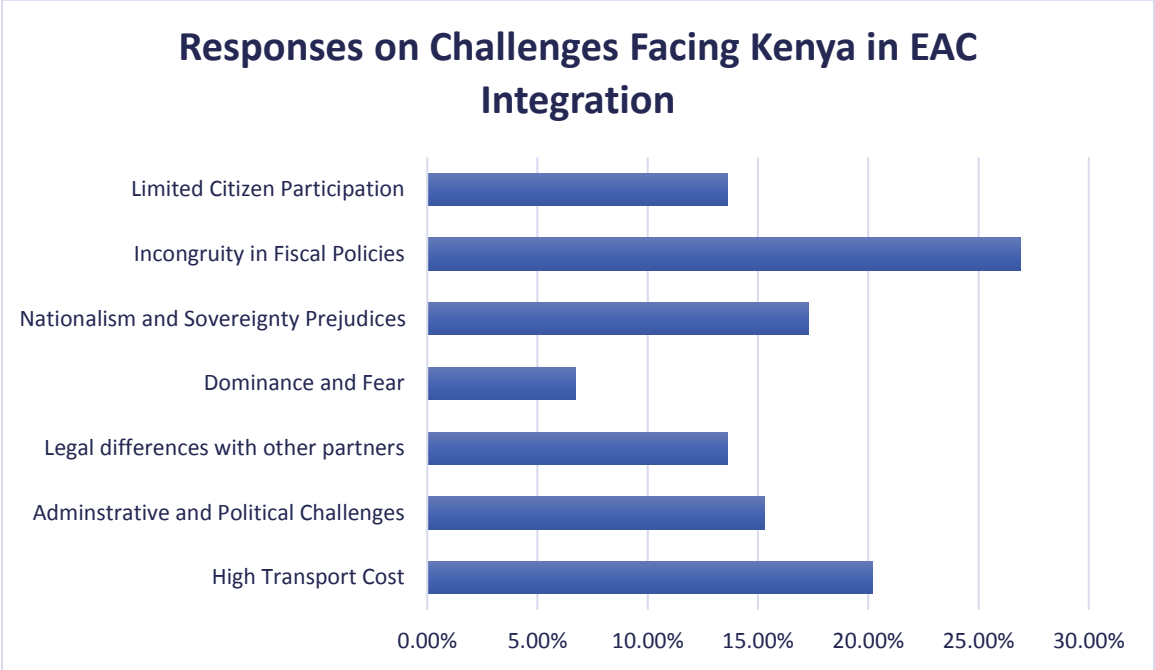 Responses on Challenges Facing Kenya in EAC
Integration
Limited Citizen Participation
Incongruity in Fiscal Policies
Nationalism and Sovereignty Prejudices
Dominance and Fear
Legal differences with other partners
Adminstrative and Political Challenges
High Transport Cost
0.00% 5.00% 10.00% 15.00% 20.00% 25.00% 30.00%